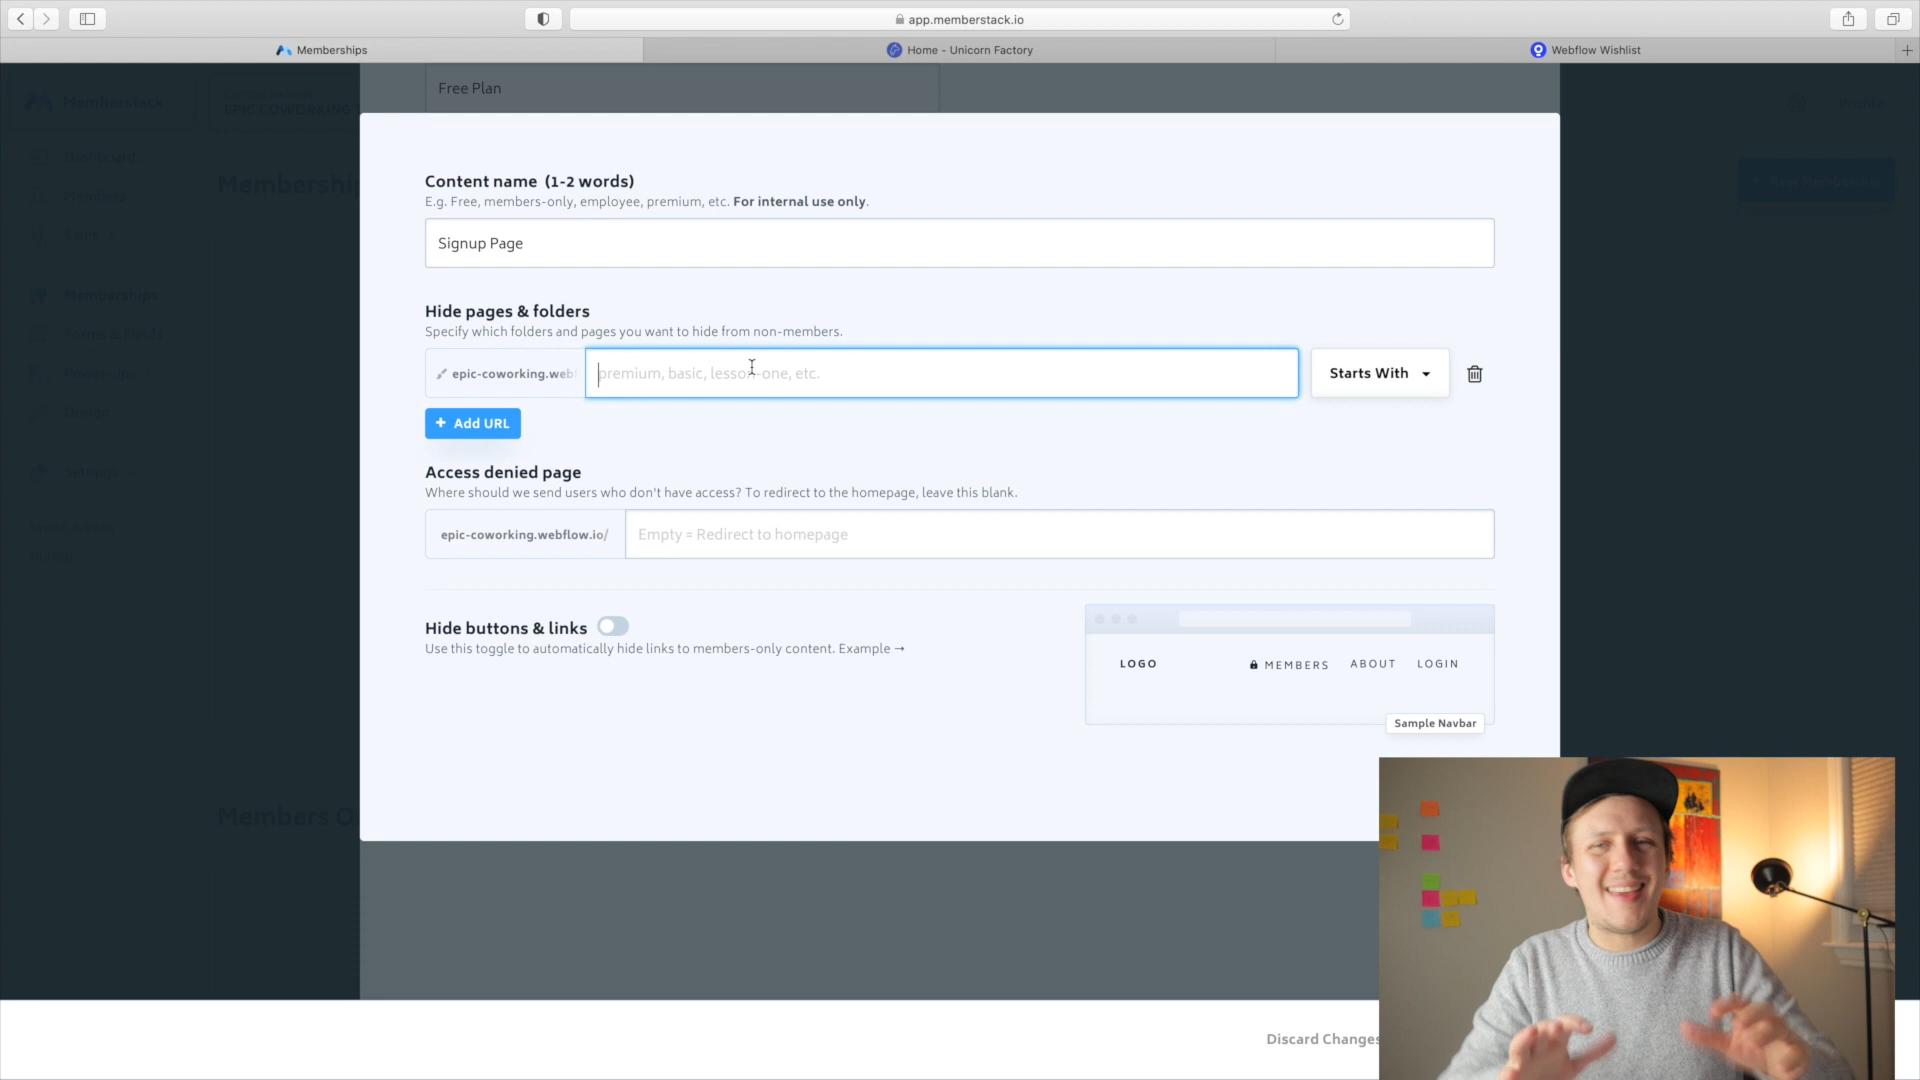 app.memberstack.io
Memberships
Home - Unicorn Factory
Webflow Wishlist
Free Plan
Memberstack
EPIC COWORKING
Profile
Dashboard
Members
Membership
Memberships
Forms & Fields
Design
Settings
Members O
Content name (1-2 words)
E.g. Free, members-only, employee, premium, etc. For internal use only.
Signup Page
Hide pages & folders
Specify which folders and pages you want to hide from non-members.
epic-coworking.webf
premium, basic, lesson-one, etc.
Starts With
+ Add URL
Access denied page
Where should we send users who don't have access? To redirect to the homepage, leave this blank.
epic-coworking.webflow.io/
Empty = Redirect to homepage
Hide buttons & links
Use this toggle to automatically hide links to members-only content. Example →
LOGO
MEMBERS
ABOUT
LOGIN
Sample Navbar
Discard Changes